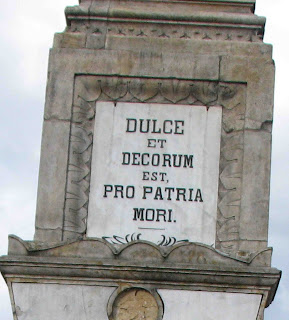 DULCE
ET
DECORUM
EST,
PRO PATRIA
MORI.